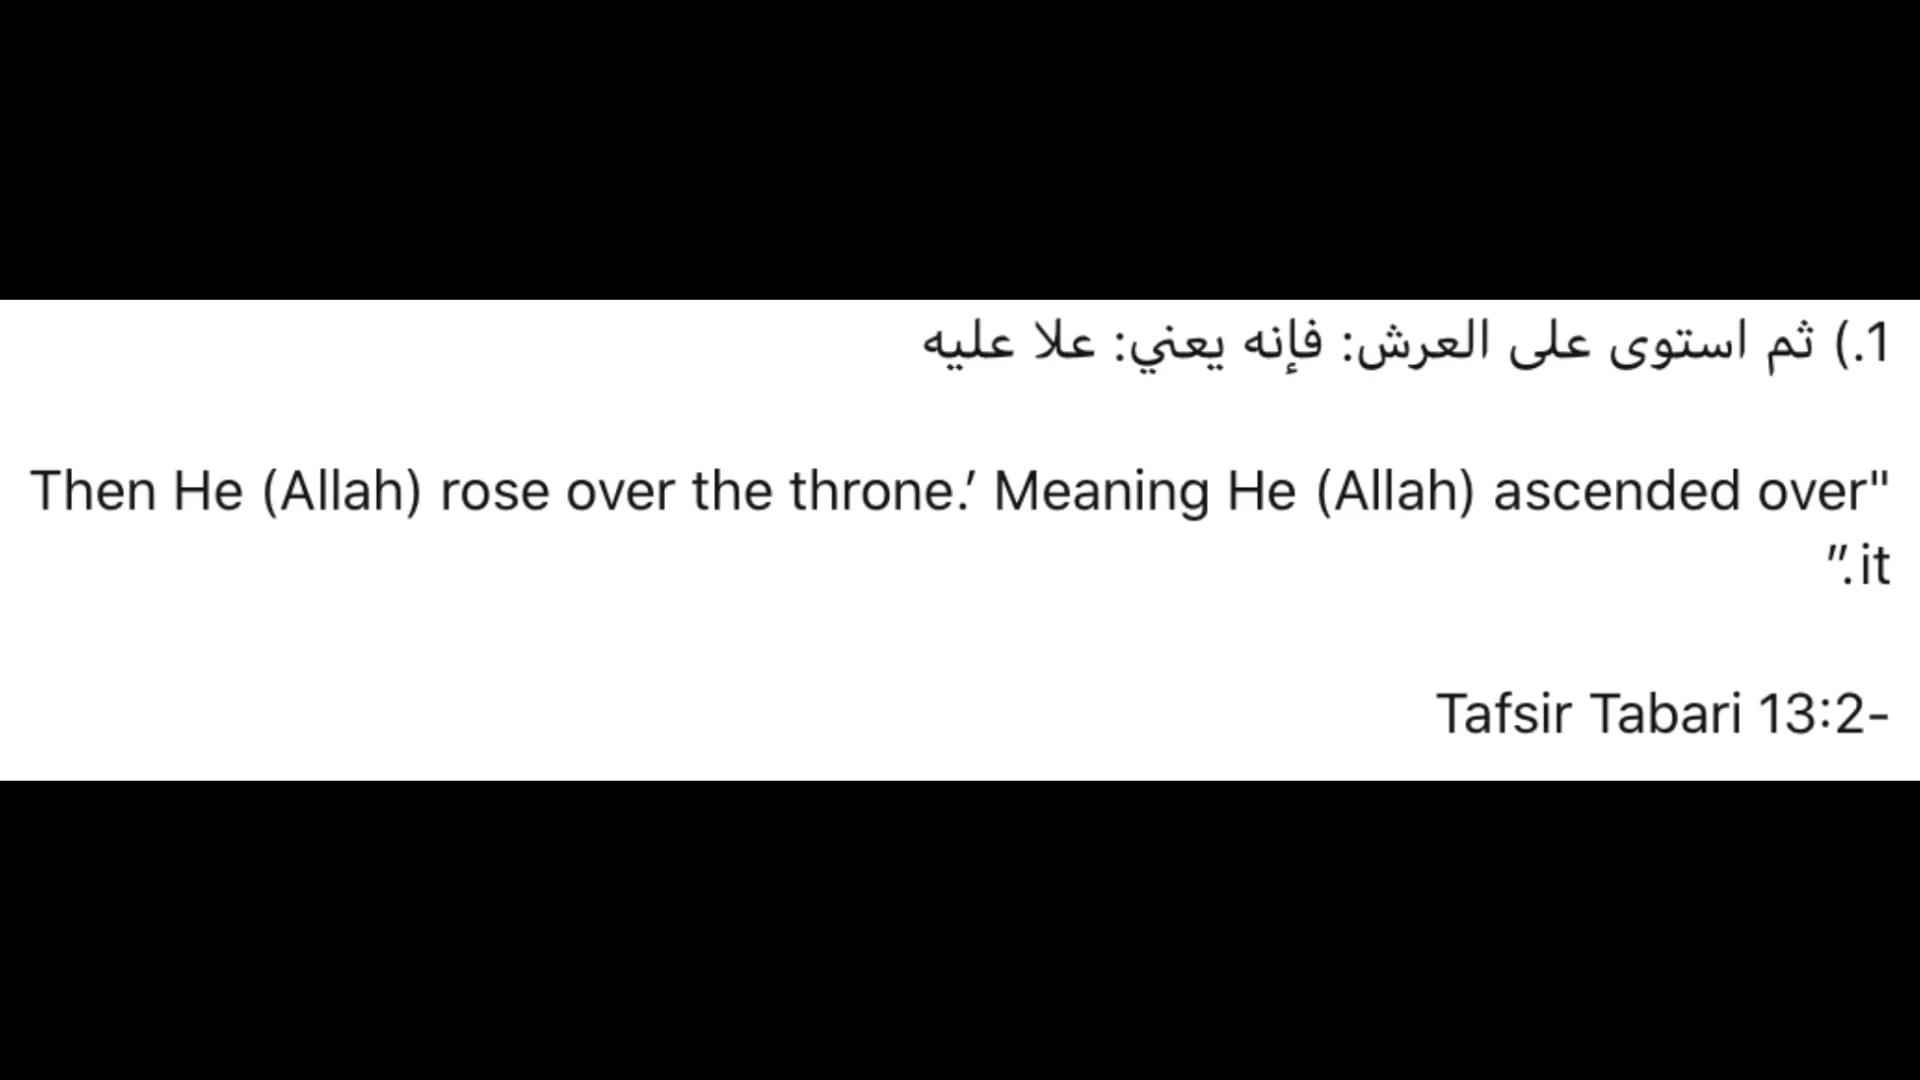 1.) ثم استوى على العرش: فإنه يعني: علا عليه
"Then He (Allah) rose over the throne.’ Meaning He (Allah) ascended over
it.”
-Tafsir Tabari 13:2